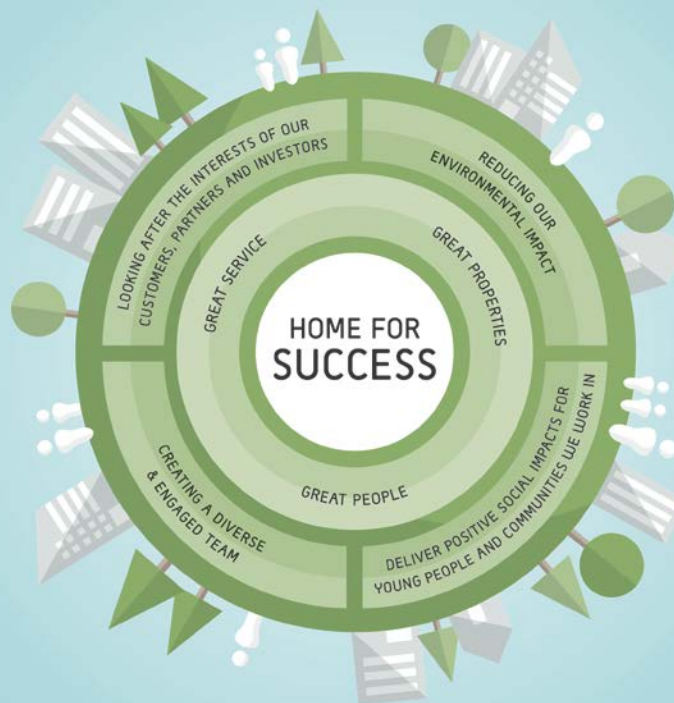 LOOKING AFTER THE INTERESTS OF OUR
CUSTOMERS, PARTNERS AND INVESTORS
REDUCING OUR
ENVIRONMENTAL IMPACT
GREAT SERVICE
GREAT PROPERTIES
HOME FOR
SUCCESS
GREAT PEOPLE
CREATING A DIVERSE
& ENGAGED TEAM
DELIVER POSITIVE SOCIAL IMPACTS FOR
YOUNG PEOPLE AND COMMUNITIES WE WORK IN